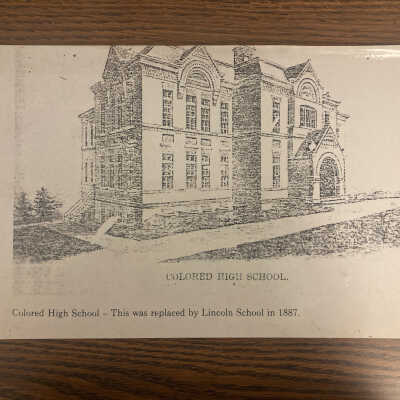 COLORED HIGH SCHOOL.
Colored High School – This was replaced by Lincoln School in 1887.